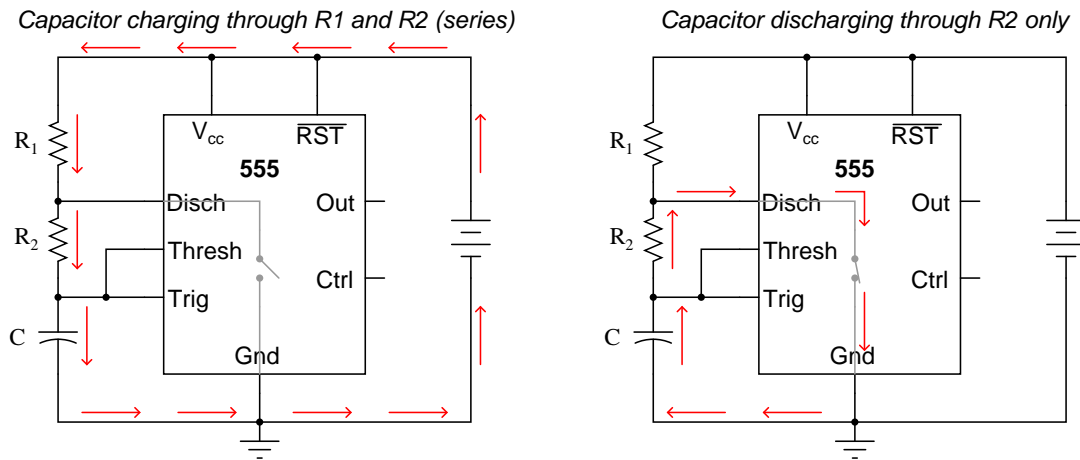 Capacitor charging through R1 and R2 (series)
R1
R2
C
Vcc
RST
555
Disch
Thresh
Trig
Out
Ctrl
Gnd
Capacitor discharging through R2 only
R1
R2
C
Vcc
RST
555
Disch
Thresh
Trig
Out
Ctrl
Gnd